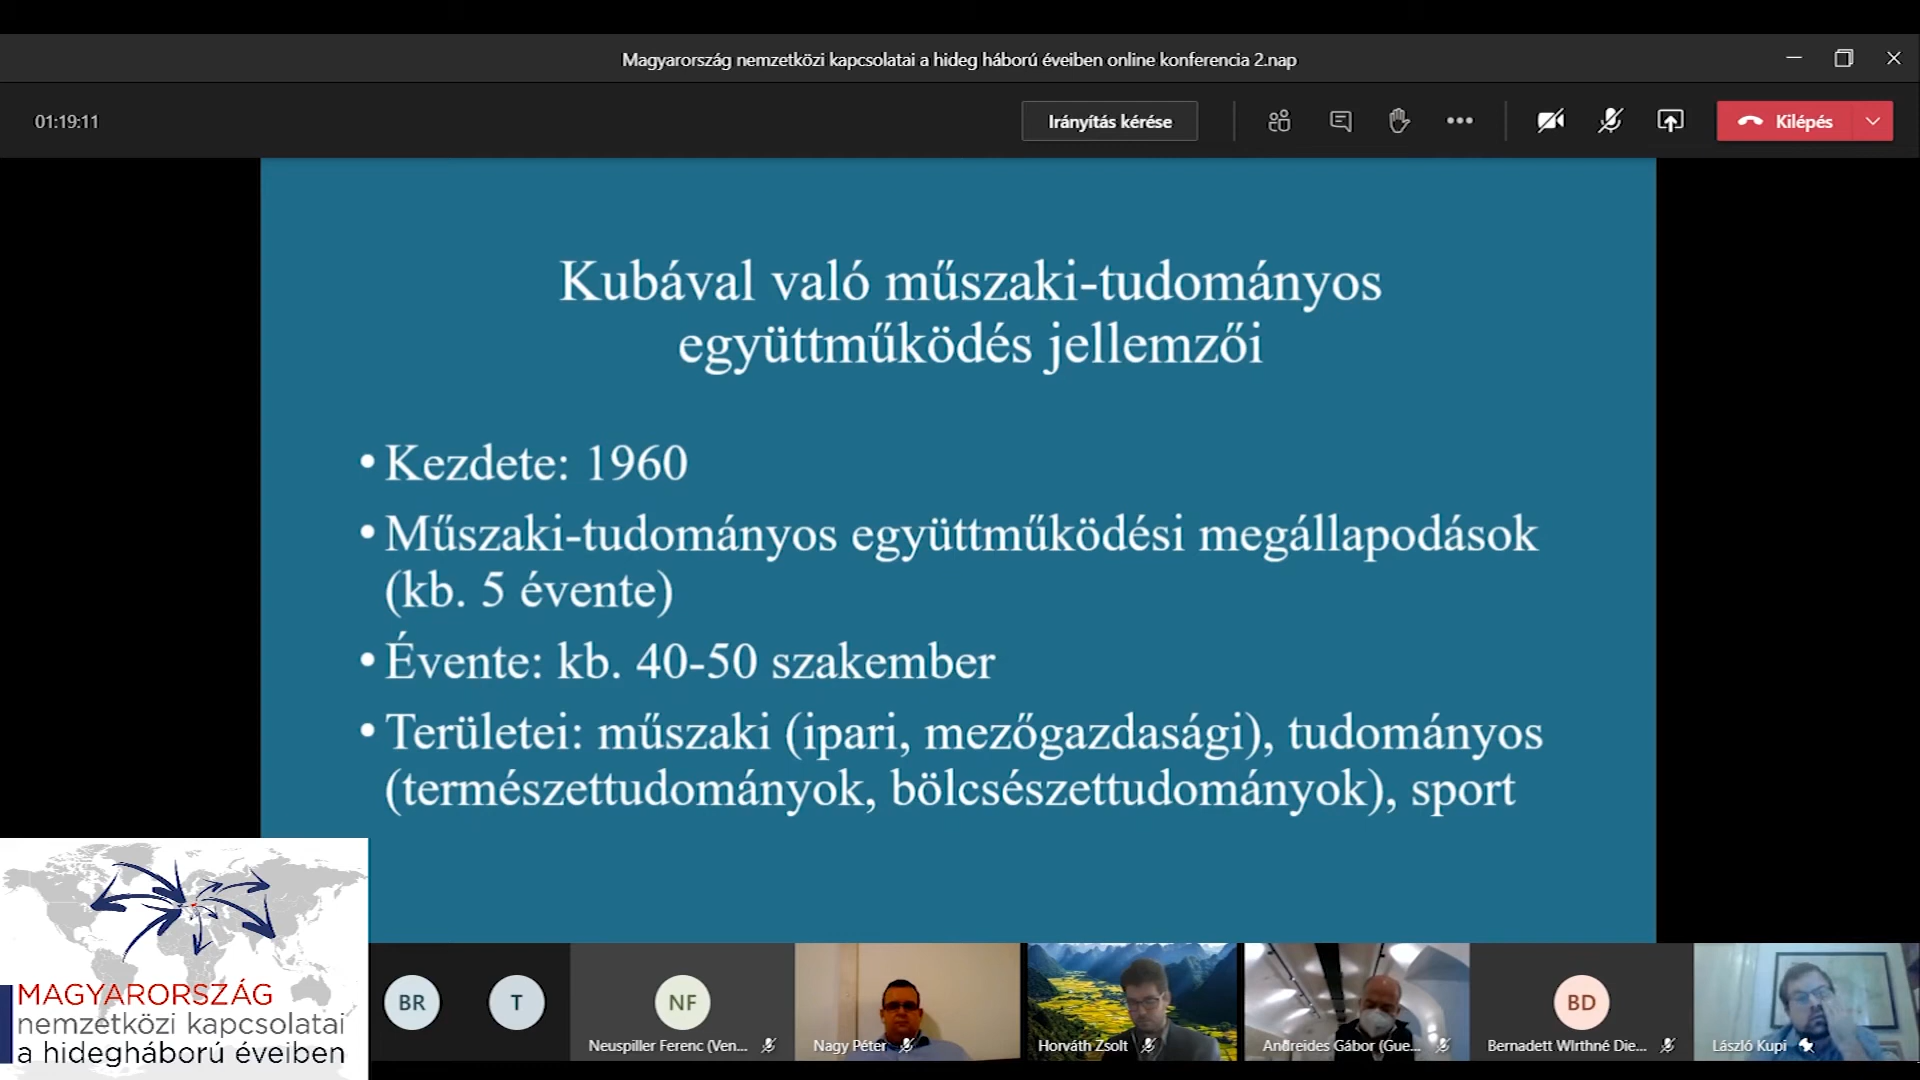 Magyarország nemzetközi kapcsolatai a hideg háború éveiben online konferencia 2.nap
01:19:11
Irányítás kérése
Kilépés
Kubával való műszaki-tudományos
együttműködés jellemzői
• Kezdete: 1960
• Műszaki-tudományos együttműködési megállapodások
(kb. 5 évente)
• Évente: kb. 40-50 szakember
• Területei: műszaki (ipari, mezőgazdasági), tudományos
(természettudományok, bölcsészettudományok), sport
MAGYARORSZÁG
nemzetközi kapcsolatai
a hidegháború éveiben
BR
T
NF
Neuspiller Ferenc (Ven...
Nagy Péter
Horváth Zsolt
Andreides Gábor (Gue...
BD
Bernadett WIrthné Die...
László Kupi